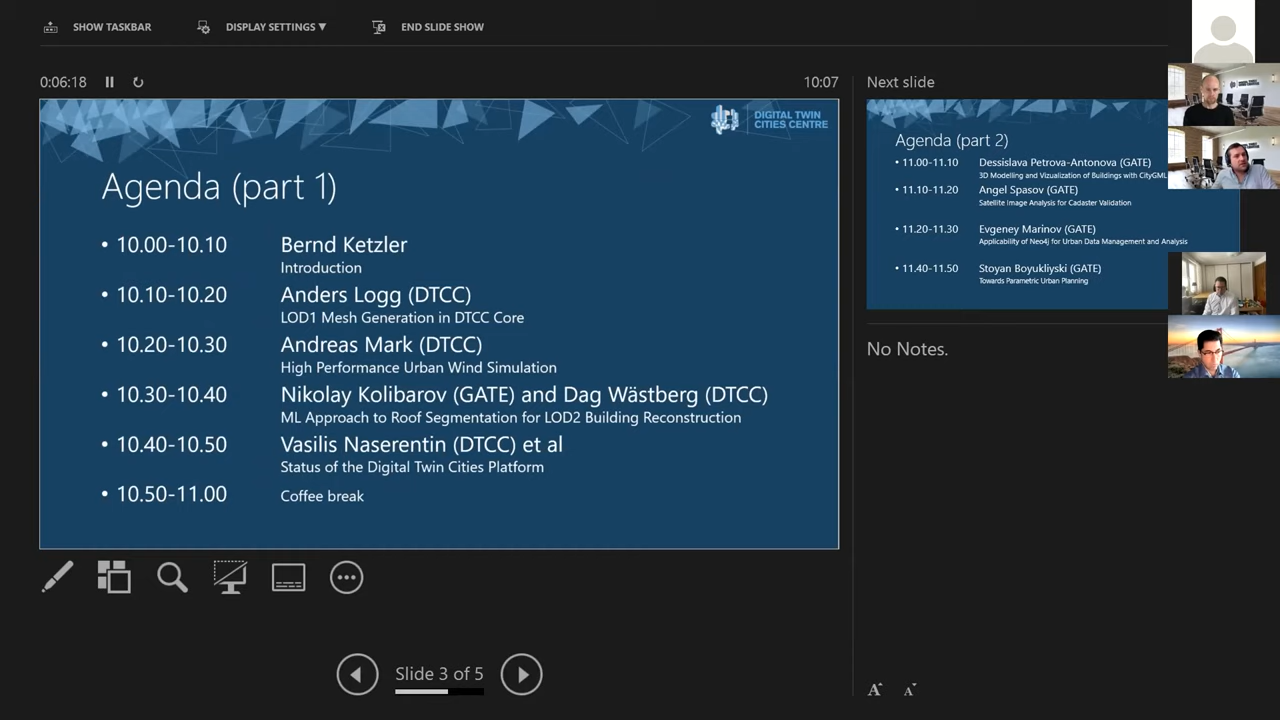 SHOW TASKBAR
DISPLAY SETTINGS ▼
END SLIDE SHOW
0:06:18
10:07
DIGITAL TWIN
CITIES CENTRE
Agenda (part 1)
• 10.00-10.10 Bernd Ketzler
Introduction
• 10.10-10.20 Anders Logg (DTCC)
LOD1 Mesh Generation in DTCC Core
• 10.20-10.30 Andreas Mark (DTCC)
High Performance Urban Wind Simulation
• 10.30-10.40 Nikolay Kolibarov (GATE) and Dag Wästberg (DTCC)
ML Approach to Roof Segmentation for LOD2 Building Reconstruction
• 10.40-10.50 Vasilis Naserentin (DTCC) et al
Status of the Digital Twin Cities Platform
• 10.50-11.00 Coffee break
Slide 3 of 5
Next slide
Agenda (part 2)
• 11.00-11.10 Dessislava Petrova-Antonova (GATE)
3D Modelling and Vizualization of Buildings with CityGML
• 11.10-11.20 Angel Spasov (GATE)
Satellite Image Analysis for Cadaster Validation
• 11.20-11.30 Evgeney Marinov (GATE)
Applicability of Neo4j for Urban Data Management and Analysis
• 11.40-11.50 Stoyan Boyukliyski (GATE)
Towards Parametric Urban Planning
No Notes.
A A